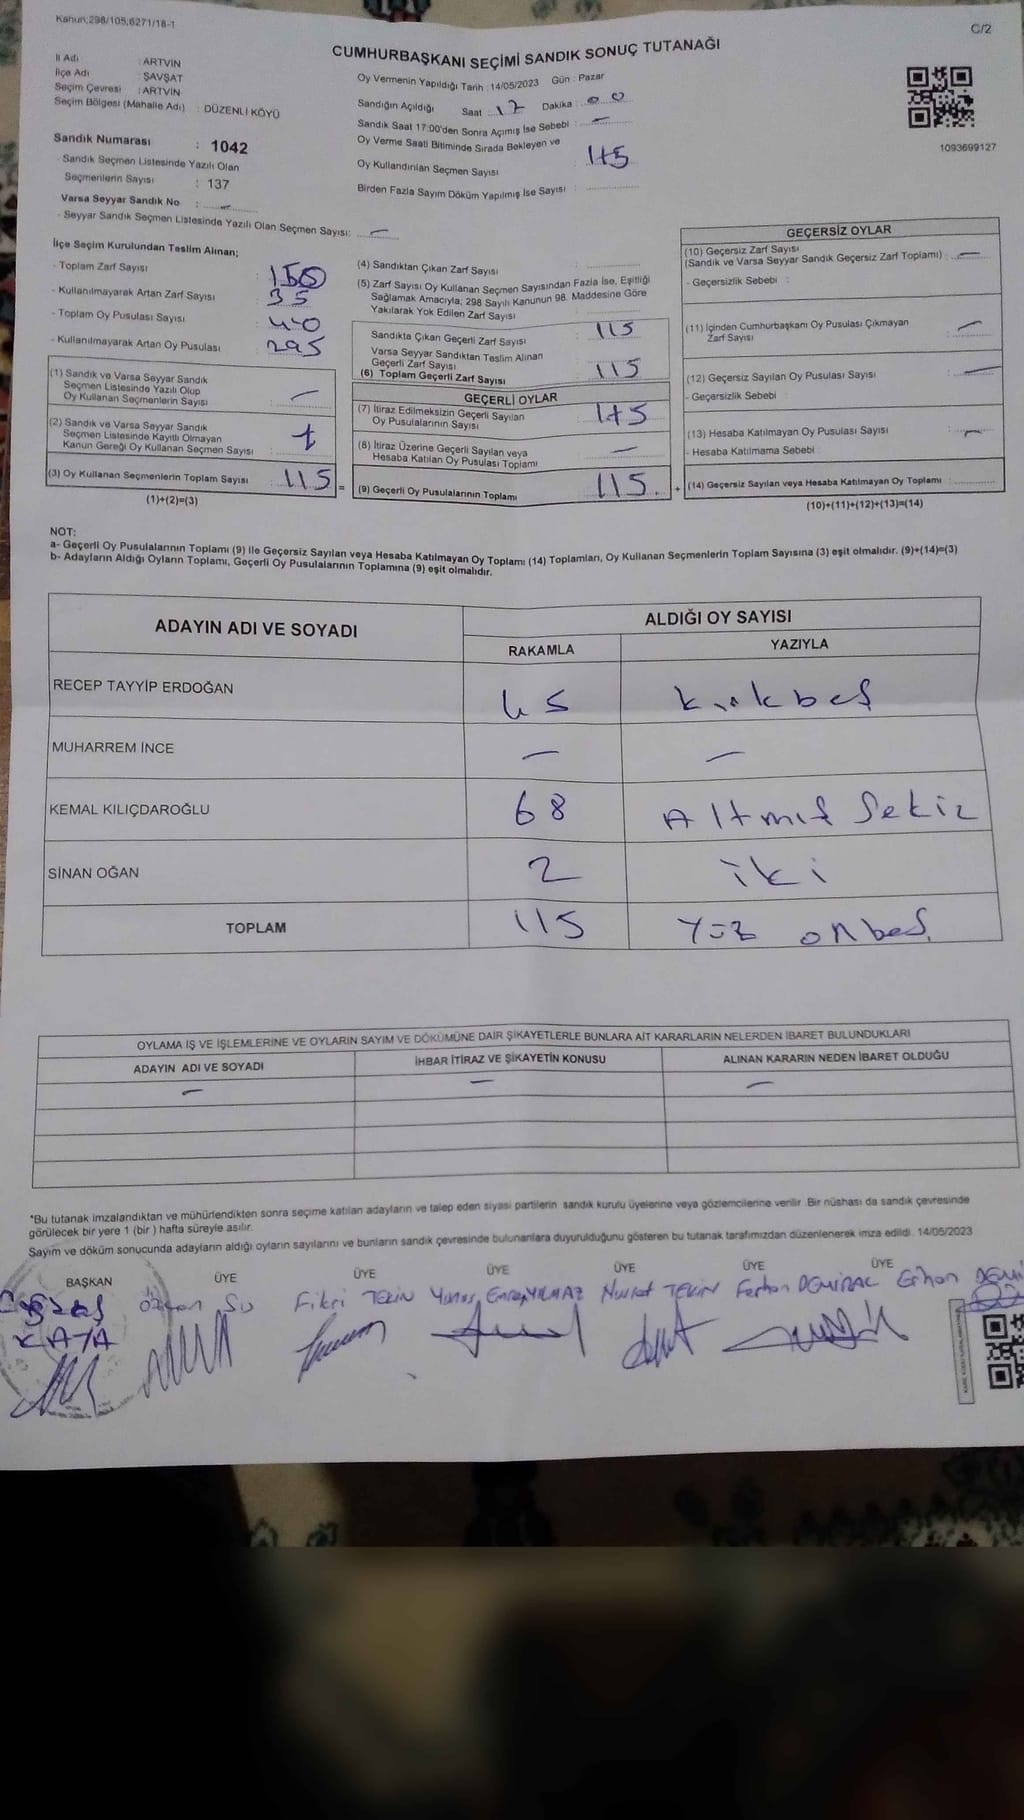 Kanun;298/105;6271/18-1
C/2
CUMHURBAŞKANI SEÇİMİ SANDIK SONUÇ TUTANAĞI
İl Adı : ARTVİN
İlçe Adı : ŞAVŞAT
Seçim Çevresi : ARTVİN
Seçim Bölgesi (Mahalle Adı) : DÜZENLİ KÖYÜ
Oy Vermenin Yapıldığı Tarih : 14/05/2023 Gün : Pazar
Sandığın Açıldığı Saat 17 Dakika : 00
Sandık Saat 17:00'den Sonra Açımış İse Sebebi : —
Oy Verme Saati Bitiminde Sırada Bekleyen ve
Oy Kullandırılan Seçmen Sayısı : 115
Birden Fazla Sayım Döküm Yapılmış İse Sayısı :
1093699127
Sandık Numarası : 1042
- Sandık Seçmen Listesinde Yazılı Olan
Seçmenlerin Sayısı : 137
Varsa Seyyar Sandık No : —
- Seyyar Sandık Seçmen Listesinde Yazılı Olan Seçmen Sayısı: —
İlçe Seçim Kurulundan Teslim Alınan;
- Toplam Zarf Sayısı : 150
- Kullanılmayarak Artan Zarf Sayısı : 35
- Toplam Oy Pusulası Sayısı :
- Kullanılmayarak Artan Oy Pusulası : 295
(1) Sandık ve Varsa Seyyar Sandık
Seçmen Listesinde Yazılı Olup
Oy Kullanan Seçmenlerin Sayısı : —
(2) Sandık ve Varsa Seyyar Sandık
Seçmen Listesinde Kayıtlı Olmayan
Kanun Gereği Oy Kullanan Seçmen Sayısı :
(3) Oy Kullanan Seçmenlerin Toplam Sayısı : 115 =
(1)+(2)=(3)
(4) Sandıktan Çıkan Zarf Sayısı :
(5) Zarf Sayısı Oy Kullanan Seçmen Sayısından Fazla İse, Eşitliği
Sağlamak Amacıyla; 298 Sayılı Kanunun 98. Maddesine Göre
Yakılarak Yok Edilen Zarf Sayısı :
Sandıkta Çıkan Geçerli Zarf Sayısı : 115
Varsa Seyyar Sandıktan Teslim Alınan
Geçerli Zarf Sayısı : 115
(6) Toplam Geçerli Zarf Sayısı
GEÇERLİ OYLAR
(7) İtiraz Edilmeksizin Geçerli Sayılan
Oy Pusulalarının Sayısı : 115
(8) İtiraz Üzerine Geçerli Sayılan veya
Hesaba Katılan Oy Pusulası Toplamı : —
(9) Geçerli Oy Pusulalarının Toplamı : 115 +
GEÇERSİZ OYLAR
(10) Geçersiz Zarf Sayısı
(Sandık ve Varsa Seyyar Sandık Geçersiz Zarf Toplamı) : —
- Geçersizlik Sebebi :
(11) İçinden Cumhurbaşkanı Oy Pusulası Çıkmayan
Zarf Sayısı : —
(12) Geçersiz Sayılan Oy Pusulası Sayısı : —
- Geçersizlik Sebebi :
(13) Hesaba Katılmayan Oy Pusulası Sayısı : —
- Hesaba Katılmama Sebebi :
(14) Geçersiz Sayılan veya Hesaba Katılmayan Oy Toplamı :
(10)+(11)+(12)+(13)=(14)
NOT:
a- Geçerli Oy Pusulalarının Toplamı (9) ile Geçersiz Sayılan veya Hesaba Katılmayan Oy Toplamı (14) Toplamları, Oy Kullanan Seçmenlerin Toplam Sayısına (3) eşit olmalıdır. (9)+(14)=(3)
b- Adayların Aldığı Oyların Toplamı, Geçerli Oy Pusulalarının Toplamına (9) eşit olmalıdır.
ADAYIN ADI VE SOYADI
ALDIĞI OY SAYISI
RAKAMLA YAZIYLA
RECEP TAYYİP ERDOĞAN 45 kırkbeş
MUHARREM İNCE — —
KEMAL KILIÇDAROĞLU 68 Altmış Sekiz
SİNAN OĞAN 2 iki
TOPLAM 115 Yüz onbeş
OYLAMA İŞ VE İŞLEMLERİNE VE OYLARIN SAYIM VE DÖKÜMÜNE DAİR ŞİKAYETLERLE BUNLARA AİT KARARLARIN NELERDEN İBARET BULUNDUKLARI
ADAYIN ADI VE SOYADI İHBAR İTİRAZ VE ŞİKAYETİN KONUSU ALINAN KARARIN NEDEN İBARET OLDUĞU
— — —
*Bu tutanak imzalandıktan ve mühürlendikten sonra seçime katılan adayların ve talep eden siyasi partilerin sandık kurulu üyelerine veya gözlemcilerine verilir. Bir nüshası da sandık çevresinde
görülecek bir yere 1 (bir) hafta süreyle asılır.
Sayım ve döküm sonucunda adayların aldığı oyların sayılarını ve bunların sandık çevresinde bulunanlara duyurulduğunu gösteren bu tutanak tarafımızdan düzenlenerek imza edildi. 14/05/2023
BAŞKAN ÜYE ÜYE ÜYE ÜYE ÜYE ÜYE
Özcan Su Fikri TEKİN Yunus Emre YILMAZ Murat TEKİN Ferhan DEMİRAL Erhan
KAYA